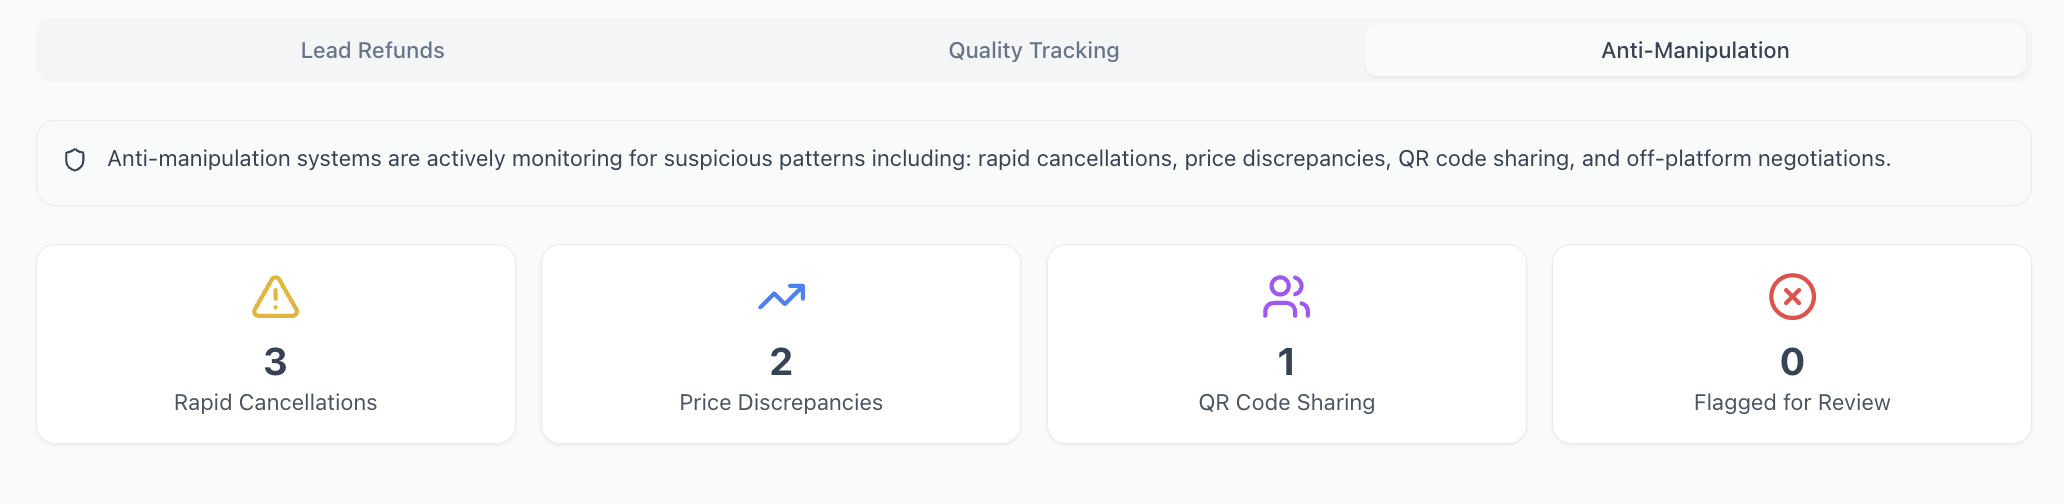 Lead Refunds
Quality Tracking
Anti-Manipulation
Anti-manipulation systems are actively monitoring for suspicious patterns including: rapid cancellations, price discrepancies, QR code sharing, and off-platform negotiations.
3
Rapid Cancellations
2
Price Discrepancies
1
QR Code Sharing
0
Flagged for Review